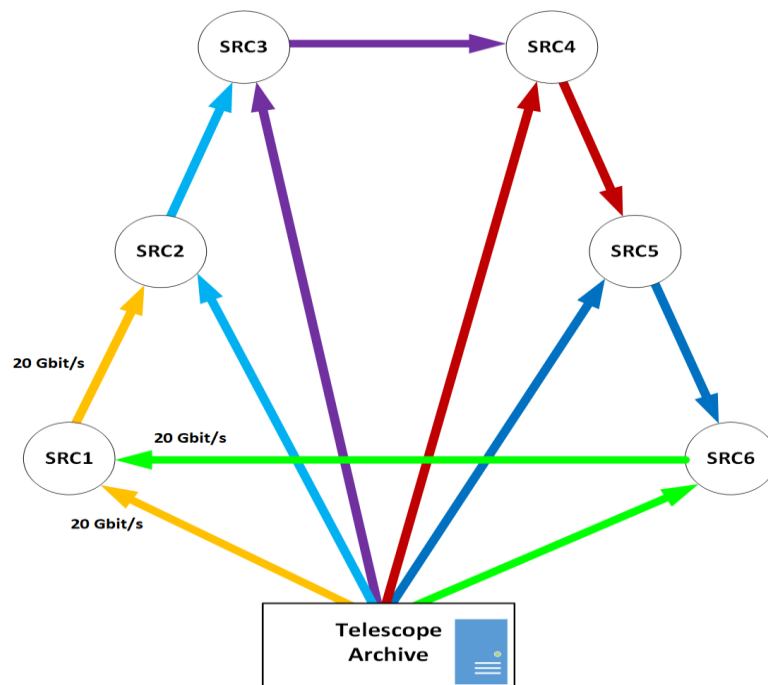 SRC3
SRC4
SRC2
SRC5
20 Gbit/s
20 Gbit/s
SRC1
SRC6
20 Gbit/s
Telescope
Archive